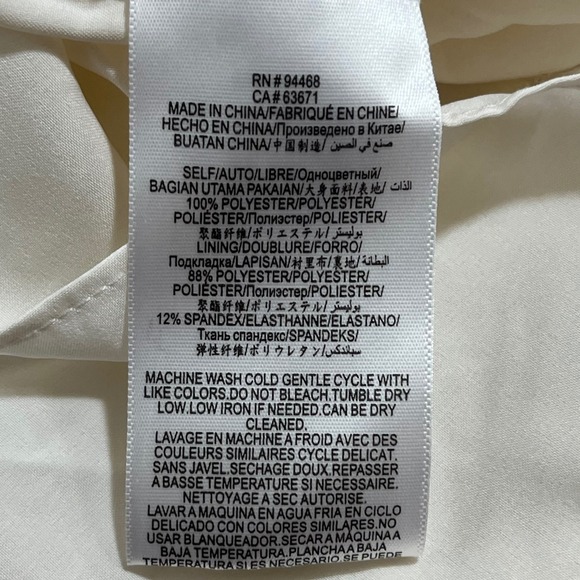 RN # 94468
CA # 63671
MADE IN CHINA/FABRIQUÉ EN CHINE/
HECHO EN CHINA/Произведено в Китае/
BUATAN CHINA/中国制造/صنع في الصين/
SELF/AUTO/LIBRE/Одноцветный/
BAGIAN UTAMA PAKAIAN/大身面料/表地/الذات
100% POLYESTER/POLYESTER/
POLIÉSTER/Полиэстер/POLIESTER/
聚酯纤维/ポリエステル/بوليستر
LINING/DOUBLURE/FORRO/
Подкладка/LAPISAN/村里布/裏地/البطانة
88% POLYESTER/POLYESTER/
POLIÉSTER/Полиэстер/POLIESTER/
聚酯纤维/ポリエステル/بوليستر
12% SPANDEX/ELASTHANNE/ELASTANO/
Ткань спандекс/SPANDEKS/
弹性纤维/ポリウレタン/سباندكس
MACHINE WASH COLD GENTLE CYCLE WITH
LIKE COLORS.DO NOT BLEACH.TUMBLE DRY
LOW.LOW IRON IF NEEDED.CAN BE DRY
CLEANED.
LAVAGE EN MACHINE A FROID AVEC DES
COULEURS SIMILAIRES CYCLE DELICAT.
SANS JAVEL.SECHAGE DOUX.REPASSER
A BASSE TEMPERATURE SI NECESSAIRE.
NETTOYAGE A SEC AUTORISE.
LAVAR A MAQUINA EN AGUA FRIA EN CICLO
DELICADO CON COLORES SIMILARES.NO
USAR BLANQUEADOR.SECAR A MAQUINA A
BAJA TEMPERATURA.PLANCHA A BAJA
TEMPERATURA SI ES NECESARIO.SE PUEDE